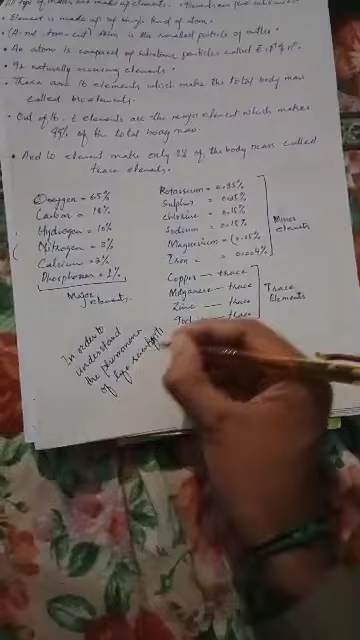 Element is made up of single kind of atom.
(A: not tom: cut) Atom is the smallest particle of matter.
An atom is composed of subatomic particles called E, P & n°.
92 naturally occuring elements.
There are 16 elements which make the total body mass
called bioelements.
Out of 16, 6 elements are the major element which makes
99% of the total body mass.
And 10 element make only 1% of the body mass called
trace elements.
Oxygen = 65%
Carbon = 18%
Hydrogen = 10%
Nitrogen = 3%
Calcium = 2%
Phosphorus = 1%
Major
elements.
Potassium = 0.35%
Sulphur = 0.25%
chlorine = 0.15%
Sodium = 0.15%
Magnesium = 0.05%
Iron = 0.004%
Minor
elements
Copper — trace
Manganese — trace
Zinc — trace
trace
Trace
Elements
In order to
understand
the phenomena
of life